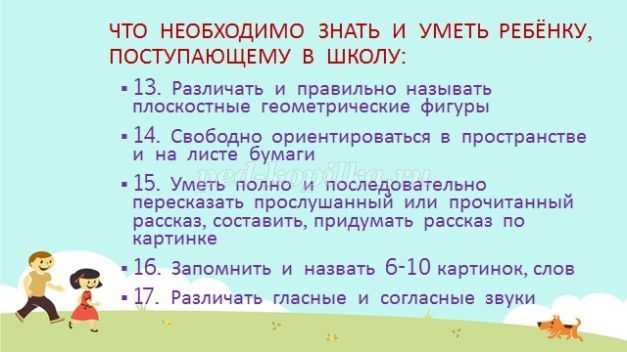 ЧТО НЕОБХОДИМО ЗНАТЬ И УМЕТЬ РЕБЁНКУ,
ПОСТУПАЮЩЕМУ В ШКОЛУ:
▪ 13. Различать и правильно называть
плоскостные геометрические фигуры
▪ 14. Свободно ориентироваться в пространстве
и на листе бумаги
ped-kopilka.ru
▪ 15. Уметь полно и последовательно
пересказать прослушанный или прочитанный
рассказ, составить, придумать рассказ по
картинке
▪ 16. Запомнить и назвать 6-10 картинок, слов
▪ 17. Различать гласные и согласные звуки